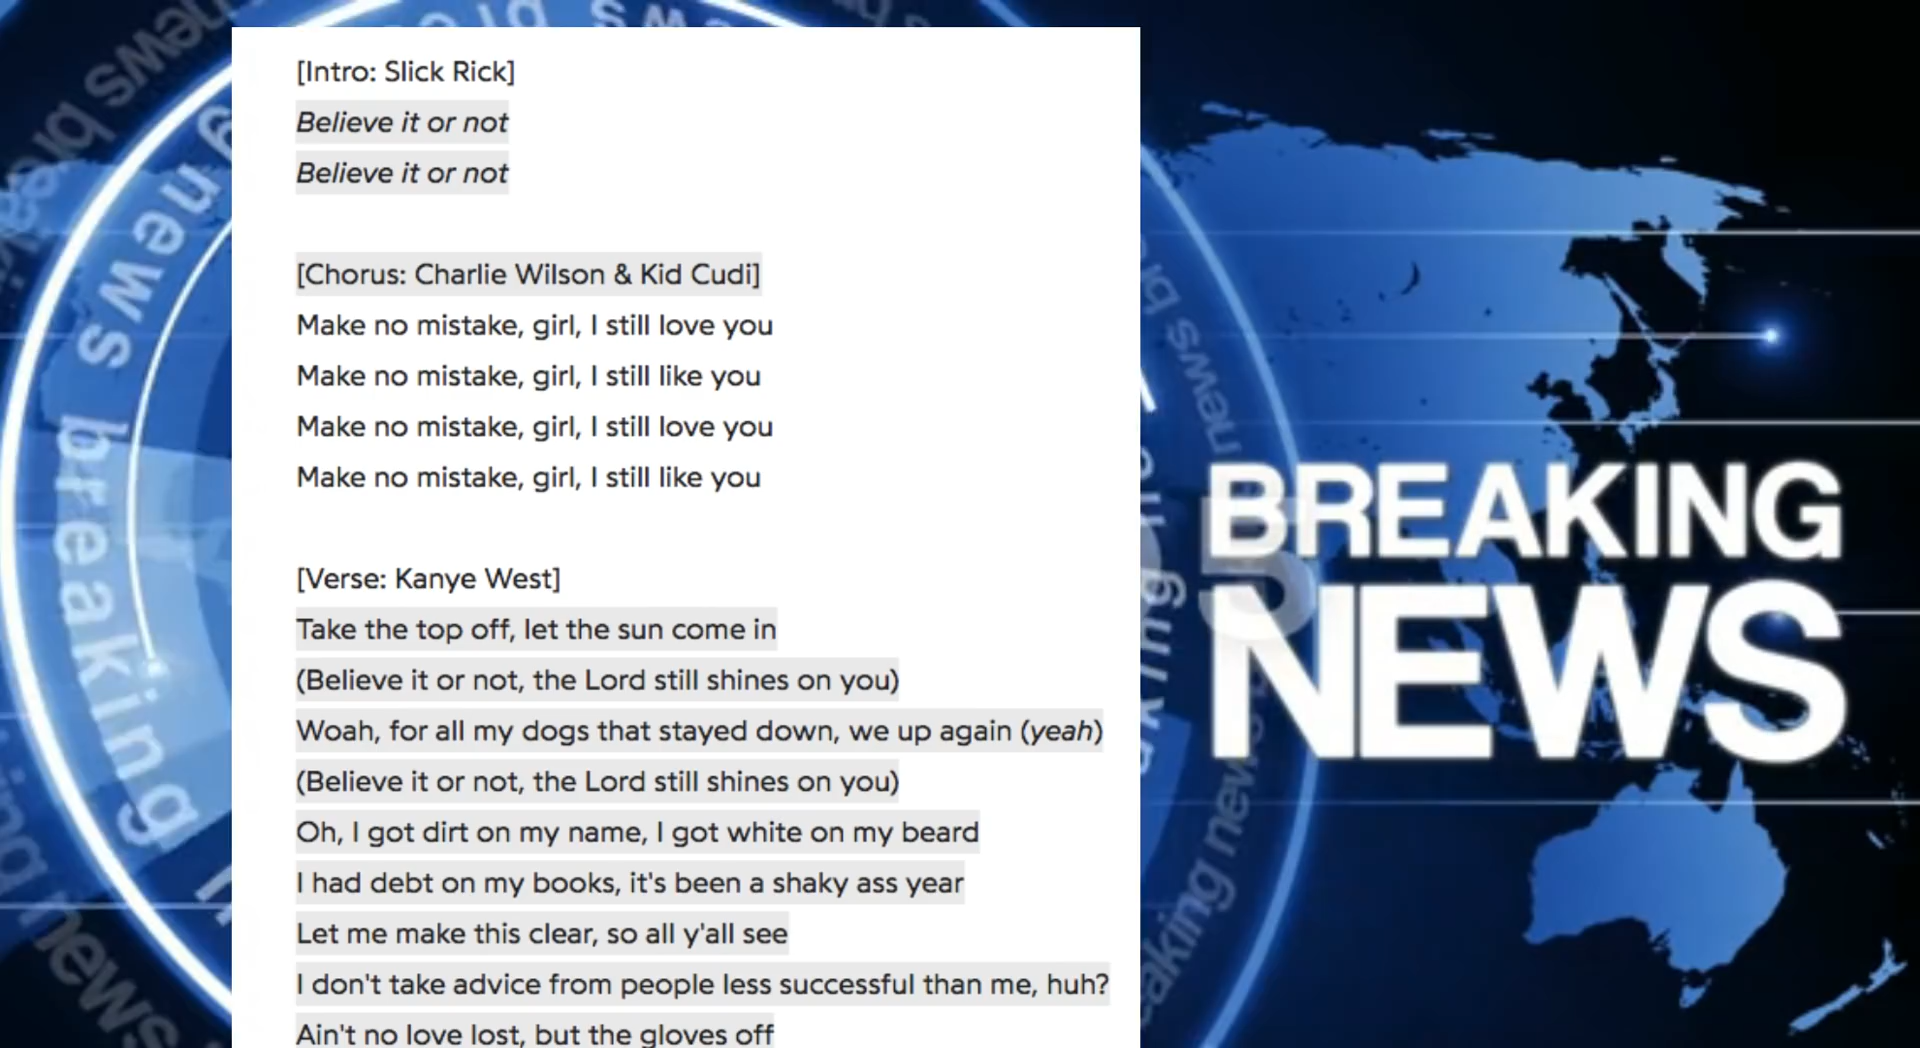 [Intro: Slick Rick]
Believe it or not
Believe it or not
[Chorus: Charlie Wilson & Kid Cudi]
Make no mistake, girl, I still love you
Make no mistake, girl, I still like you
Make no mistake, girl, I still love you
Make no mistake, girl, I still like you
[Verse: Kanye West]
Take the top off, let the sun come in
(Believe it or not, the Lord still shines on you)
Woah, for all my dogs that stayed down, we up again (yeah)
(Believe it or not, the Lord still shines on you)
Oh, I got dirt on my name, I got white on my beard
I had debt on my books, it's been a shaky ass year
Let me make this clear, so all y'all see
I don't take advice from people less successful than me, huh?
Ain't no love lost, but the gloves off
BREAKING
NEWS
news breaking
breaking news